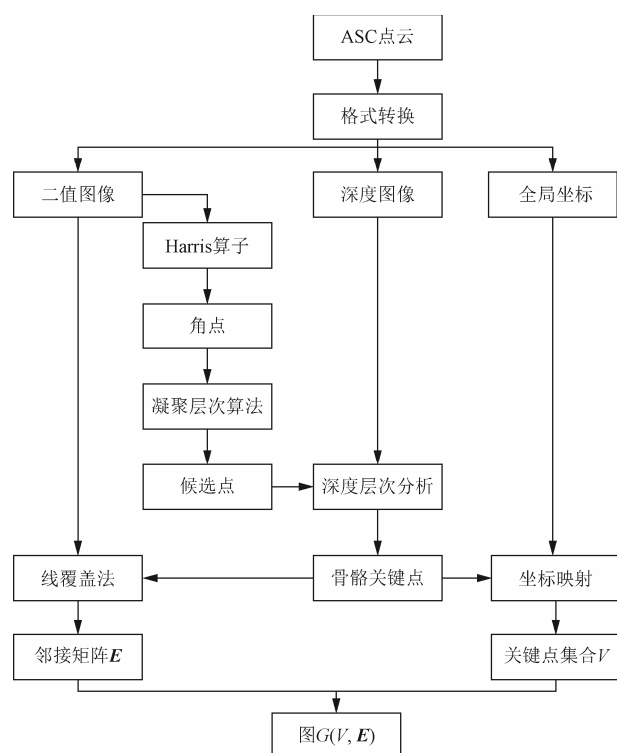 ASC点云
格式转换
二值图像
深度图像
全局坐标
Harris算子
角点
凝聚层次算法
候选点
深度层次分析
线覆盖法
骨骼关键点
坐标映射
邻接矩阵E
关键点集合V
图G(V, E)